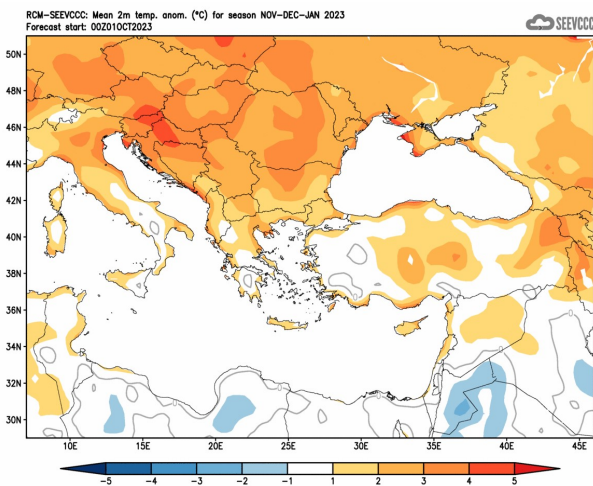 RCM-SEEVCCC: Mean 2m temp. anom. (°C) for season NOV-DEC-JAN 2023
Forecast start: 00Z01OCT2023
SEEVCCC
50N
48N
46N
44N
42N
40N
38N
36N
34N
32N
30N
10E 15E 20E 25E 30E 35E 40E 45E
-5 -4 -3 -2 -1 1 2 3 4 5